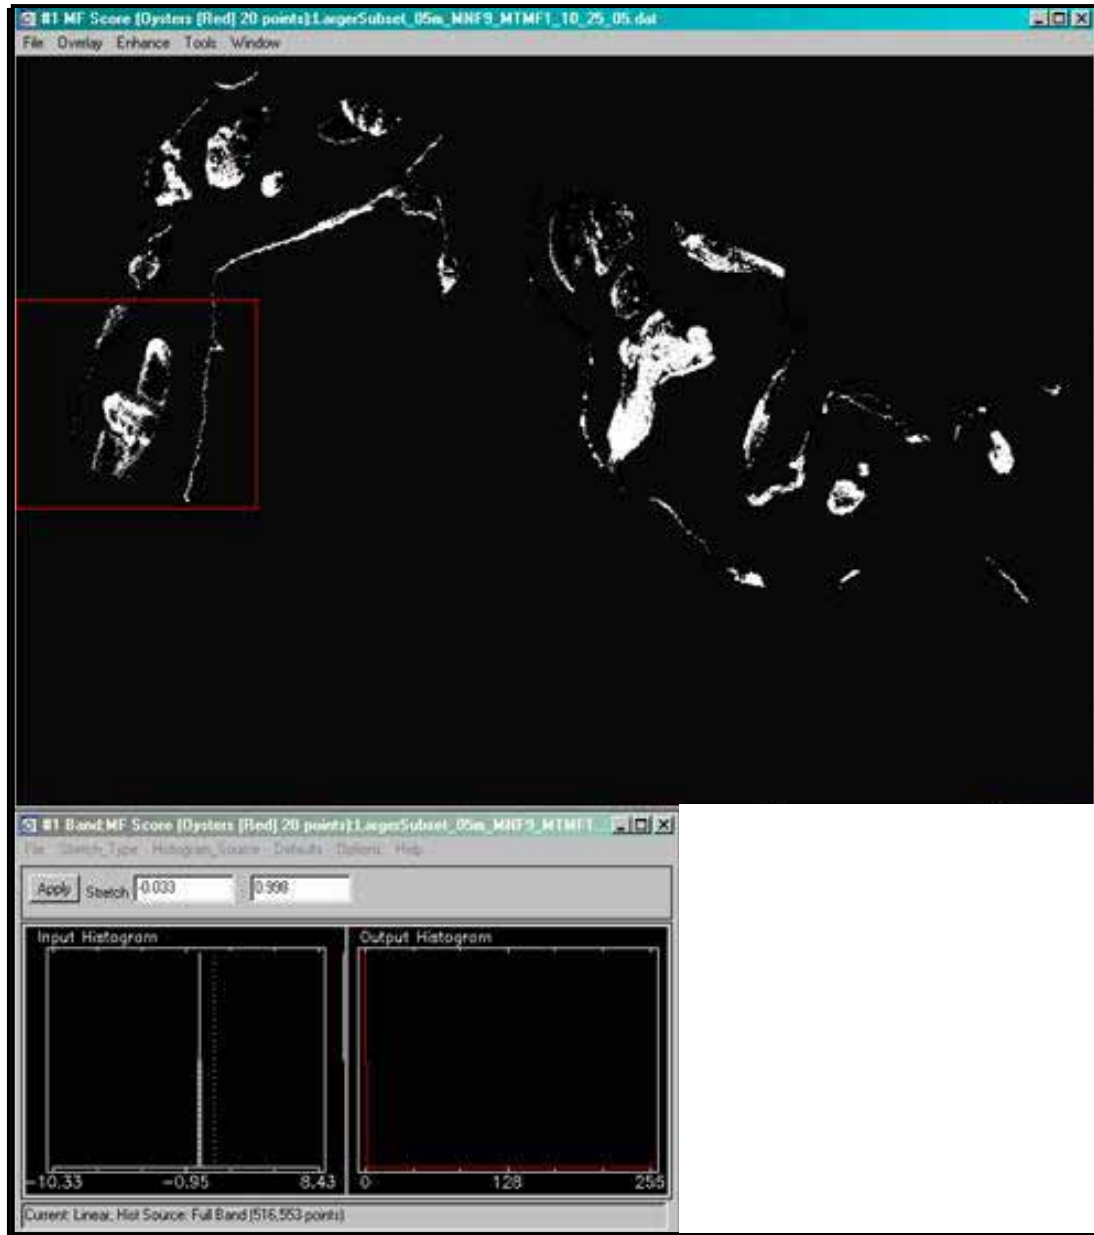 #1 MF Score (Oysters [Red] 20 points):LargerSubset_05m_MNF9_MTMF1_10_25_05.dat
File Overlay Enhance Tools Window
#1 Band:MF Score (Oysters [Red] 20 points):LargerSubset_05m_MNF9_MTMF1...
File Stretch_Type Histogram_Source Defaults Options Help
Apply Stretch -0.033 : 0.998
Input Histogram Output Histogram
-10.33 -0.95 8.43 0 128 255
Current: Linear, Hist Source: Full Band (516,553 points)